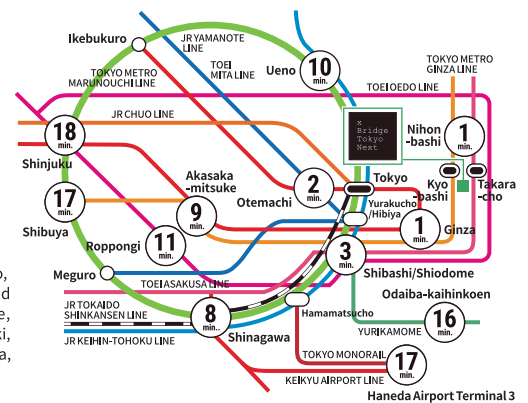 Ikebukuro
JR YAMANOTE
LINE
TOEI
MITA LINE
TOKYO METRO
MARUNOUCHI LINE
Ueno
10
min.
TOKYO METRO
GINZA LINE
TOEI OEDO LINE
JR CHUO LINE
x
Bridge
Tokyo
Next
Nihon
-bashi
1
min.
18
min.
Shinjuku
Akasaka
-mitsuke
9
min.
2
min.
Otemachi
Tokyo
Kyo
-bashi
Takara
-cho
17
min.
Shibuya
Yurakucho
/Hibiya
1
min.
Ginza
Roppongi
11
min.
3
min.
Shibashi/Shiodome
Meguro
TOEI ASAKUSA LINE
o,
d
e,
ki,
a,
JR TOKAIDO
SHINKANSEN LINE
8
min..
Shinagawa
Hamamatsucho
Odaiba-kaihinkoen
16
min.
YURIKAMOME
JR KEIHIN-TOHOKU LINE
TOKYO MONORAIL
17
min.
KEIKYU AIRPORT LINE
Haneda Airport Terminal 3